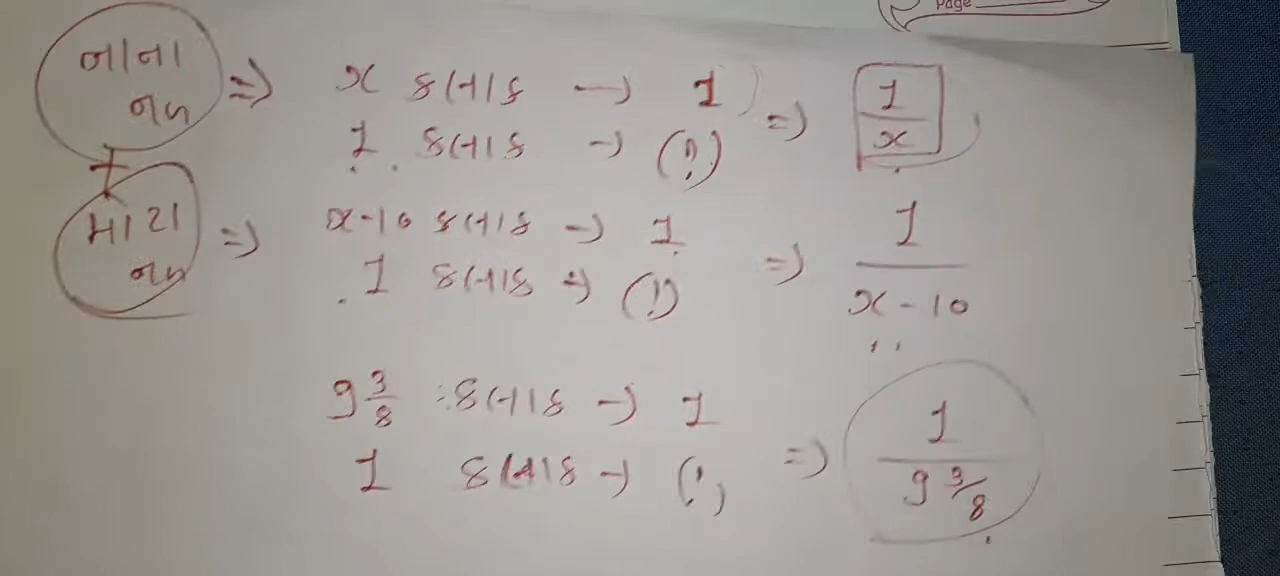 Page
નાના નળ ⇒ x કલાક → 1 ⇒ 1/x
1 કલાક → (?)
+
મોટા નળ ⇒ x-10 કલાક → 1 ⇒ 1/(x-10)
1 કલાક → (?)
9 3/8 કલાક → 1 ⇒ 1/(9 3/8)
1 કલાક → (?)